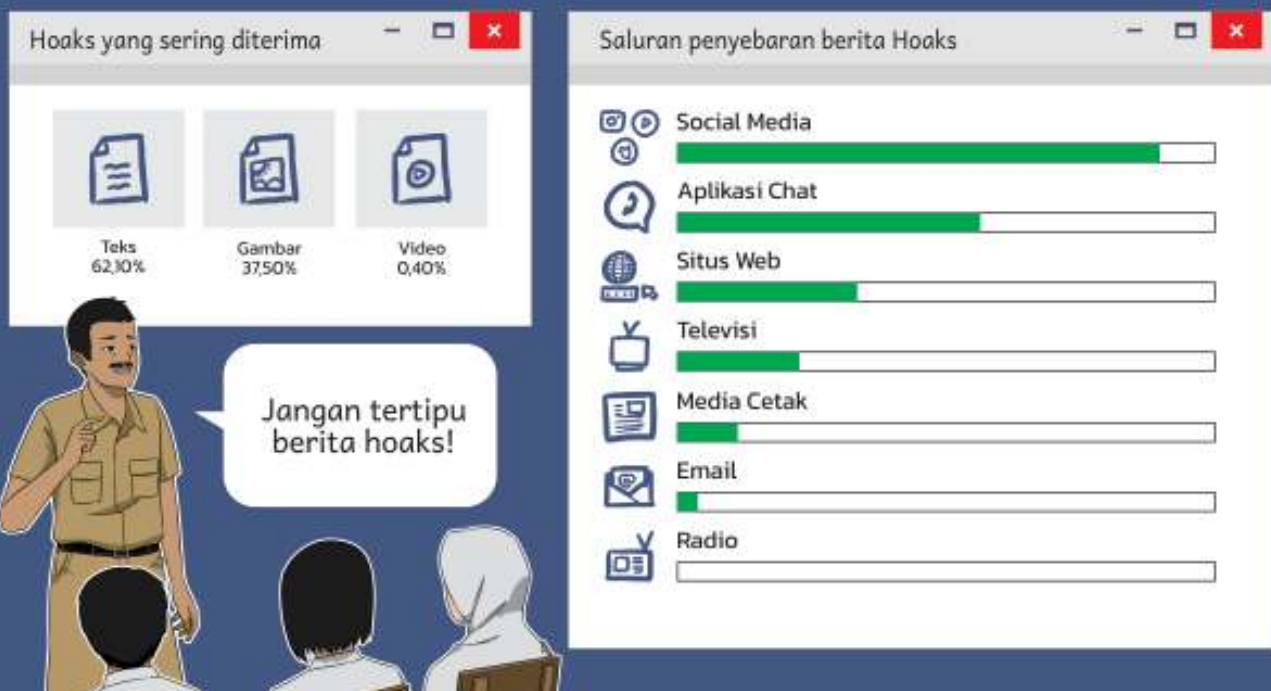 Hoaks yang sering diterima
Teks
62,10%
Gambar
37,50%
Video
0,40%
Jangan tertipu
berita hoaks!
Saluran penyebaran berita Hoaks
Social Media
Aplikasi Chat
Situs Web
Televisi
Media Cetak
Email
Radio